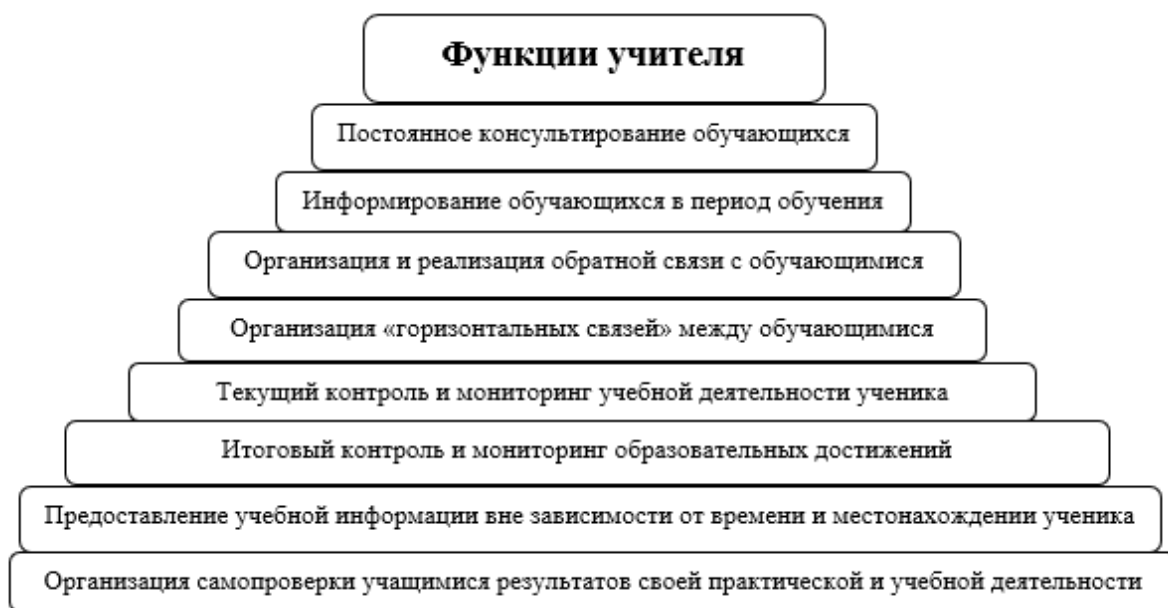 Функции учителя
Постоянное консультирование обучающихся
Информирование обучающихся в период обучения
Организация и реализация обратной связи с обучающимися
Организация «горизонтальных связей» между обучающимися
Текущий контроль и мониторинг учебной деятельности ученика
Итоговый контроль и мониторинг образовательных достижений
Предоставление учебной информации вне зависимости от времени и местонахождении ученика
Организация самопроверки учащимися результатов своей практической и учебной деятельности